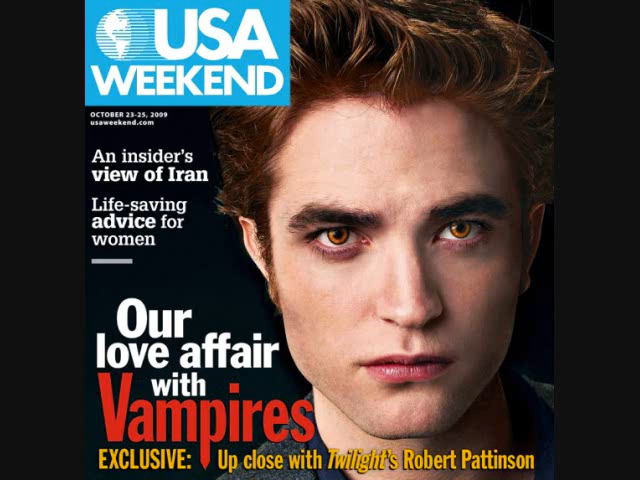 USA
WEEKEND
OCTOBER 23-25, 2009
usaweekend.com
An insider's
view of Iran
Life-saving
advice for
women
Our
love affair
with
Vampires
EXCLUSIVE: Up close with Twilight's Robert Pattinson